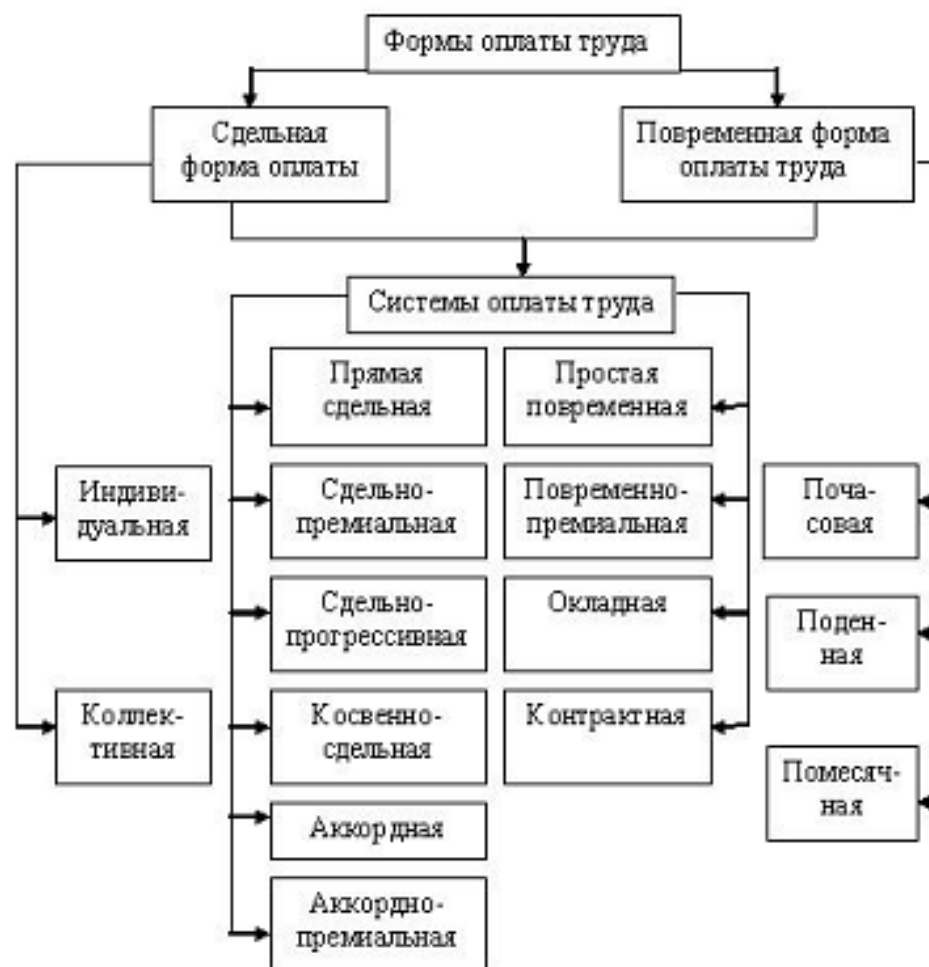 Формы оплаты труда
Сдельная
форма оплаты
Повременная форма
оплаты труда
Системы оплаты труда
Прямая
сдельная
Простая
повременная
Индиви-
дуальная
Сдельно-
премиальная
Повременно-
премиальная
Поча-
совая
Сдельно-
прогрессивная
Окладная
Поден-
ная
Коллек-
тивная
Косвенно-
сдельная
Контрактная
Помесяч-
ная
Аккордная
Аккордно-
премиальная